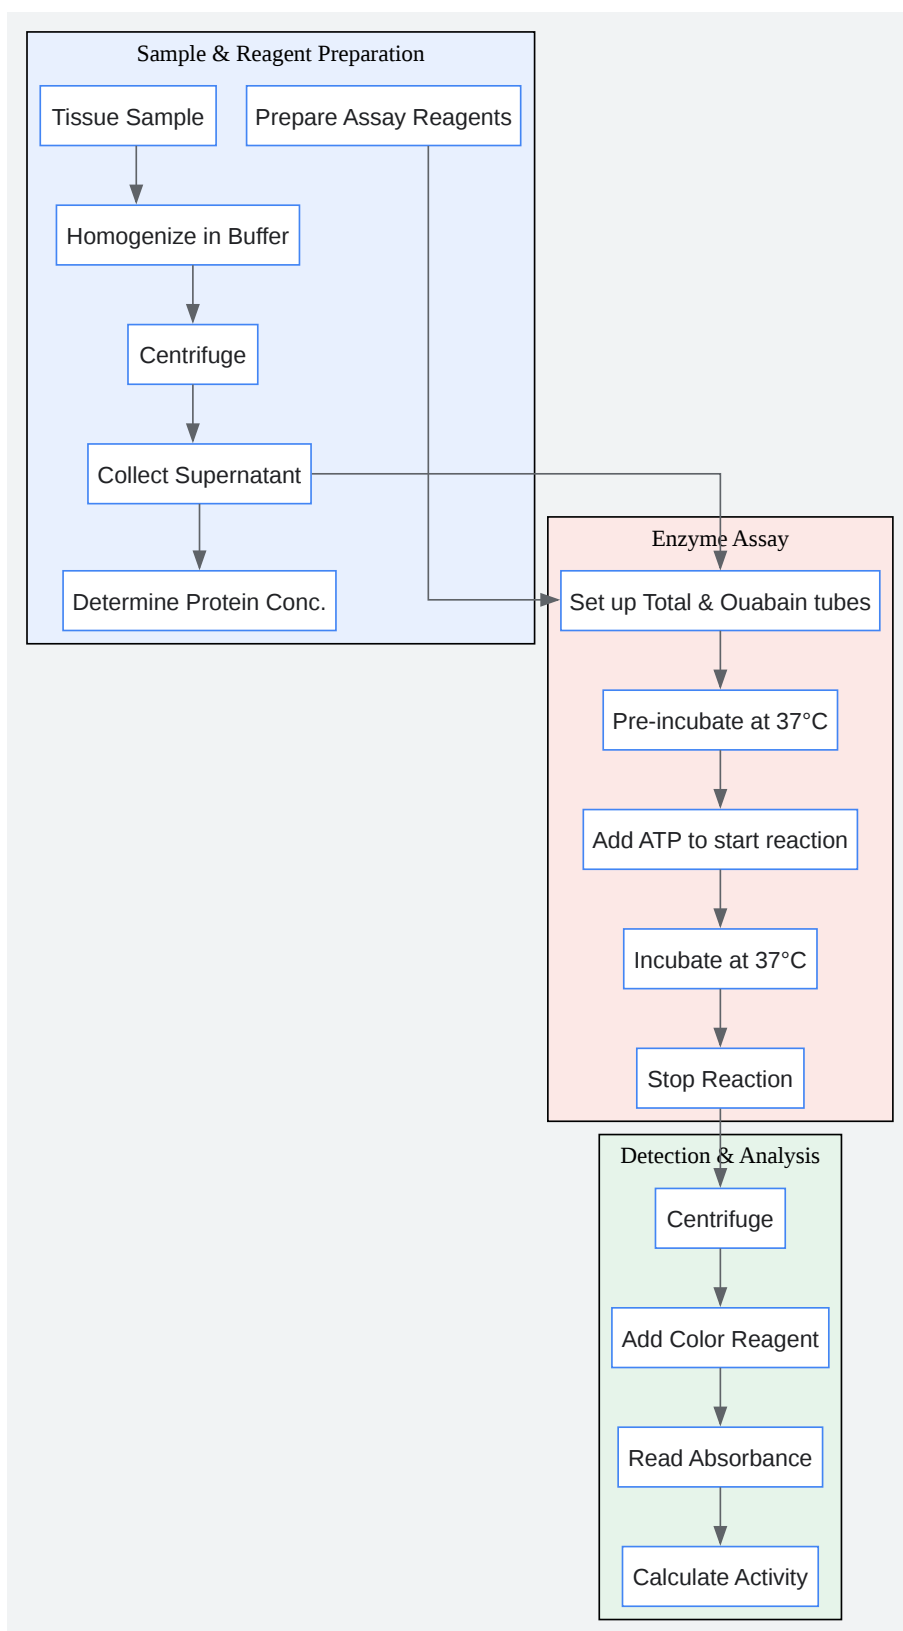 Sample & Reagent Preparation
Tissue Sample
Prepare Assay Reagents
Homogenize in Buffer
Centrifuge
Collect Supernatant
Determine Protein Conc.
Enzyme Assay
Set up Total & Ouabain tubes
Pre-incubate at 37°C
Add ATP to start reaction
Incubate at 37°C
Stop Reaction
Detection & Analysis
Centrifuge
Add Color Reagent
Read Absorbance
Calculate Activity